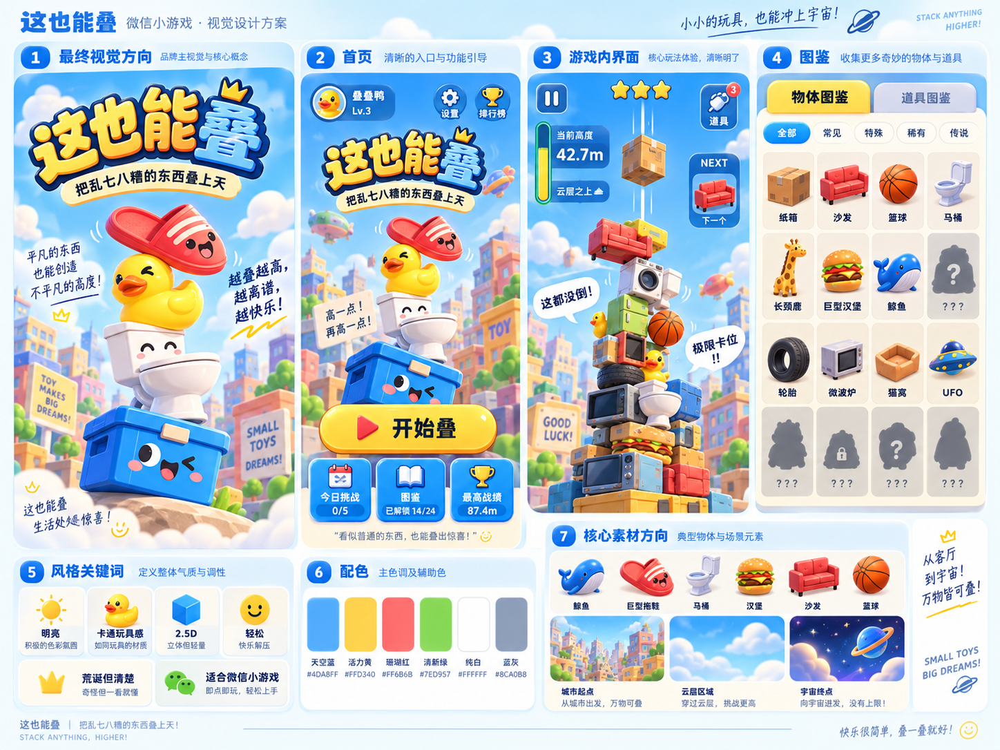 这也能叠 微信小游戏 · 视觉设计方案
小小的玩具，也能冲上宇宙！
STACK ANYTHING
HIGHER!
1 最终视觉方向 品牌主视觉与核心概念
这也能叠
把乱七八糟的东西叠上天
平凡的东西
也能创造
不平凡的高度！
越叠越高，
越离谱，
越快乐！
TOY
MAKES
BIG
DREAMS!
SMALL
TOYS
DREAMS!
这也能叠
生活处处惊喜！
2 首页 清晰的入口与功能引导
叠叠鸭
Lv.3
设置
排行榜
这也能叠
把乱七八糟的东西叠上天
高一点！
再高一点！
TOY
开始叠
今日挑战
0/5
图鉴
已解锁 14/24
最高战绩
87.4m
“看似普通的东西，也能叠出惊喜！”
3 游戏内界面 核心玩法体验，清晰明了
3
道具
当前高度
42.7m
云层之上
NEXT
下一个
这都没倒！
极限卡位
!!
GOOD
LUCK!
4 图鉴 收集更多奇妙的物体与道具
物体图鉴 道具图鉴
全部 常见 特殊 稀有 传说
纸箱 沙发 篮球 马桶
?
长颈鹿 巨型汉堡 鲸鱼 ???
轮胎 微波炉 猫窝 UFO
?
??? ??? ??? ???
5 风格关键词 定义整体气质与调性
明亮
积极的色彩氛围
卡通玩具感
如同玩具的材质
2.5D
立体但轻量
轻松
快乐解压
荒诞但清楚
奇怪但一看就懂
适合微信小游戏
即点即玩，轻松上手
6 配色 主色调及辅助色
天空蓝 活力黄 珊瑚红 清新绿 纯白 蓝灰
#4DA8FF #FFD340 #FF6B6B #7ED957 #FFFFFF #8CA0B8
7 核心素材方向 典型物体与场景元素
鲸鱼 巨型拖鞋 马桶 汉堡 沙发 篮球
城市起点
从城市出发，万物可叠
云层区域
穿过云层，挑战更高
宇宙终点
向宇宙进发，没有上限！
从客厅
到宇宙！
万物皆可叠！
SMALL TOYS
BIG DREAMS!
这也能叠 | 把乱七八糟的东西叠上天！
STACK ANYTHING, HIGHER!
快乐很简单，叠一叠就好！